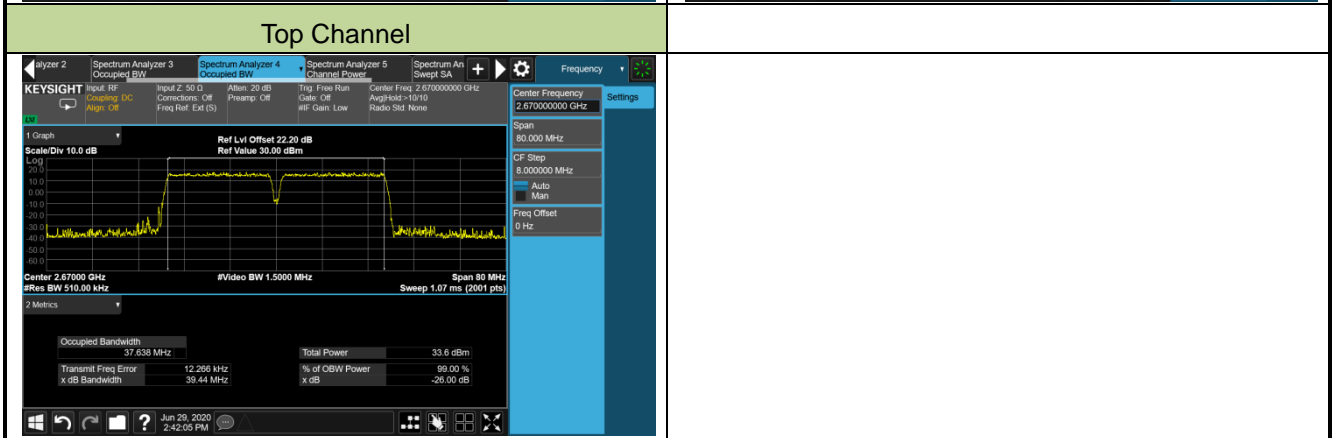 Top Channel
alyzer 2
Spectrum Analyzer 3
Occupied BW
Spectrum Analyzer 4
Occupied BW
Spectrum Analyzer 5
Channel Power
Spectrum An
Swept SA
+
Frequency
KEYSIGHT
Input: RF
Coupling: DC
Align: Off
Input Z: 50 Ω
Corrections: Off
Freq Ref: Ext (S)
Atten: 20 dB
Preamp: Off
Trig: Free Run
Gate: Off
#IF Gain: Low
Center Freq: 2.670000000 GHz
Avg|Hold:>10/10
Radio Std: None
LXI
Center Frequency
2.670000000 GHz
Settings
Span
80.000 MHz
CF Step
8.000000 MHz
Auto
Man
Freq Offset
0 Hz
1 Graph
Scale/Div 10.0 dB
Ref Lvl Offset 22.20 dB
Ref Value 30.00 dBm
Log
20.0
10.0
0.00
-10.0
-20.0
-30.0
-40.0
-50.0
-60.0
Center 2.67000 GHz
#Res BW 510.00 kHz
#Video BW 1.5000 MHz
Span 80 MHz
Sweep 1.07 ms (2001 pts)
2 Metrics
Occupied Bandwidth
37.638 MHz
Total Power 33.6 dBm
Transmit Freq Error 12.266 kHz
% of OBW Power 99.00 %
x dB Bandwidth 39.44 MHz
x dB -26.00 dB
?
Jun 29, 2020
2:42:05 PM